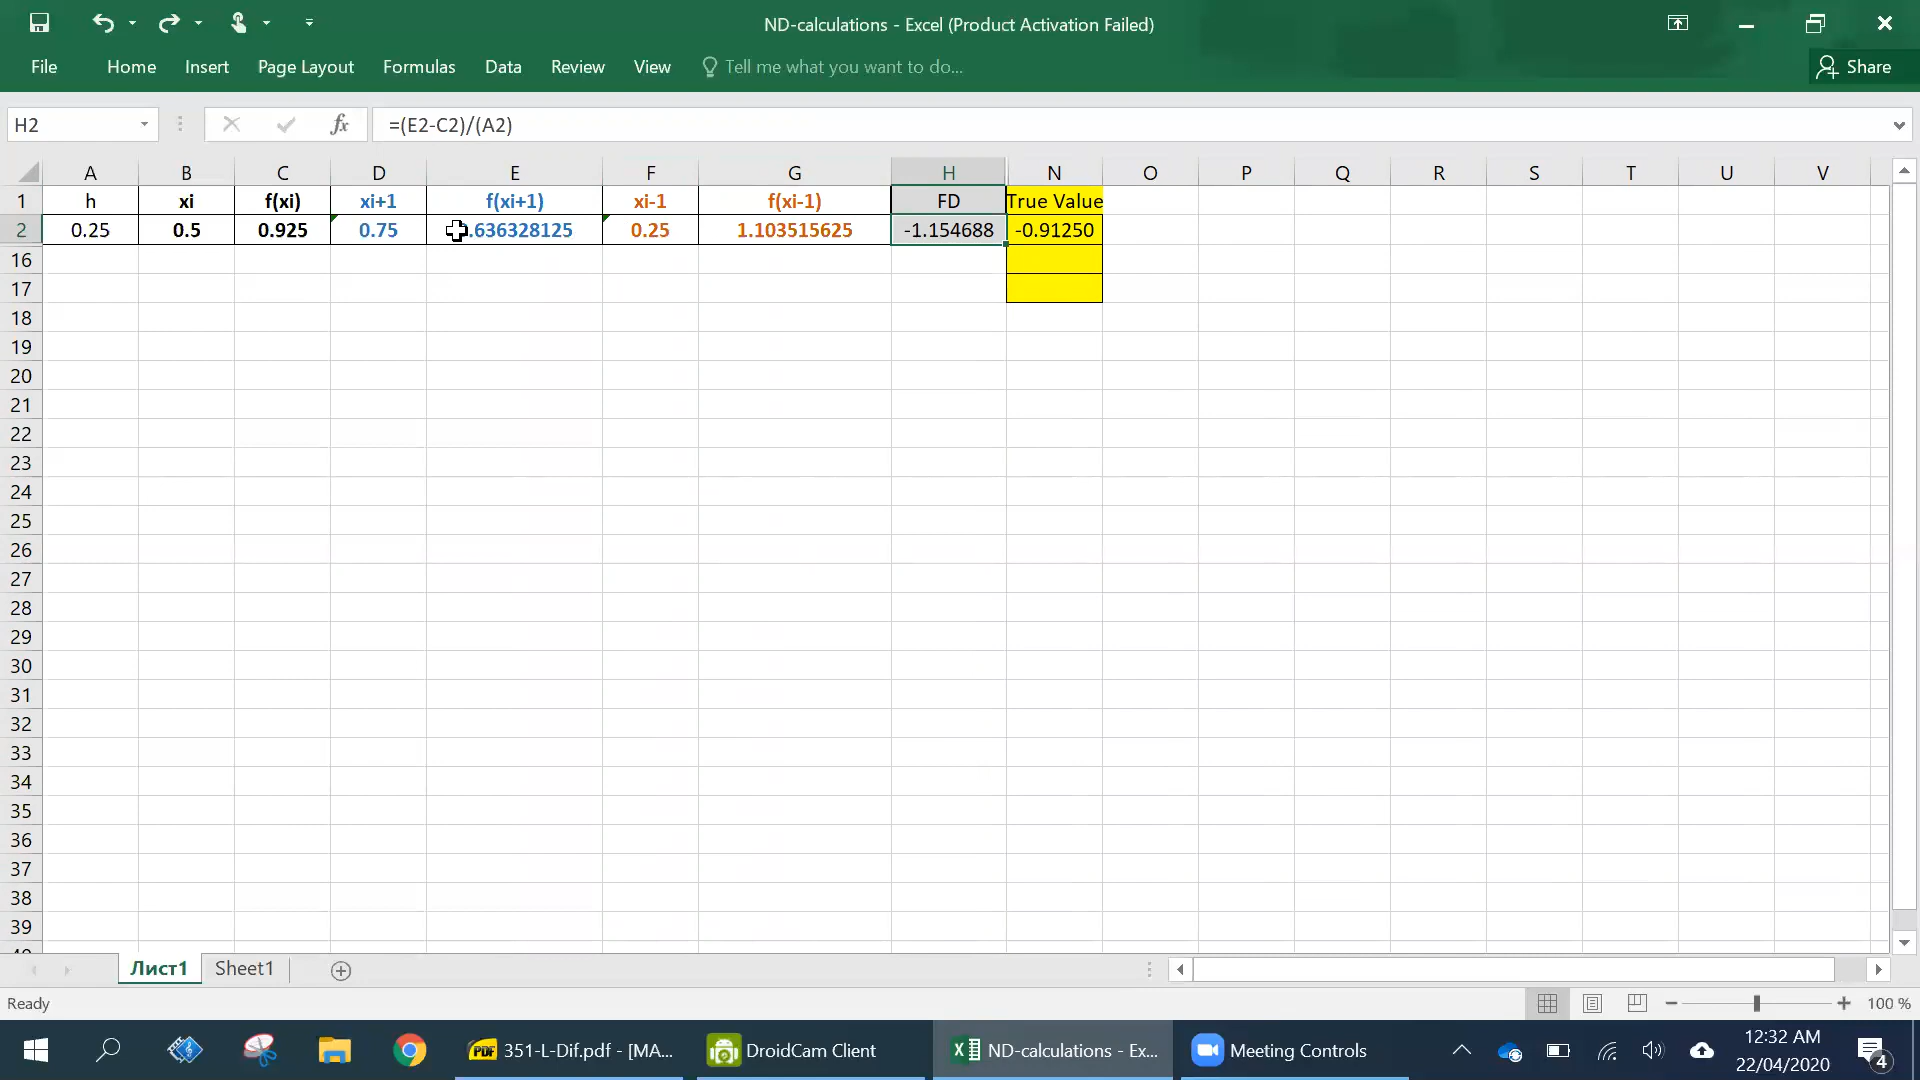 ND-calculations - Excel (Product Activation Failed)
File Home Insert Page Layout Formulas Data Review View Tell me what you want to do... Share
H2 fx =(E2-C2)/(A2)
A B C D E F G H N O P Q R S T U V
1 h xi f(xi) xi+1 f(xi+1) xi-1 f(xi-1) FD True Value
2 0.25 0.5 0.925 0.75 .636328125 0.25 1.103515625 -1.154688 -0.91250
16
17
18
19
20
21
22
23
24
25
26
27
28
29
30
31
32
33
34
35
36
37
38
39
Лист1 Sheet1
Ready 100 %
351-L-Dif.pdf - [MA... DroidCam Client ND-calculations - Ex... Meeting Controls 12:32 AM
22/04/2020 4